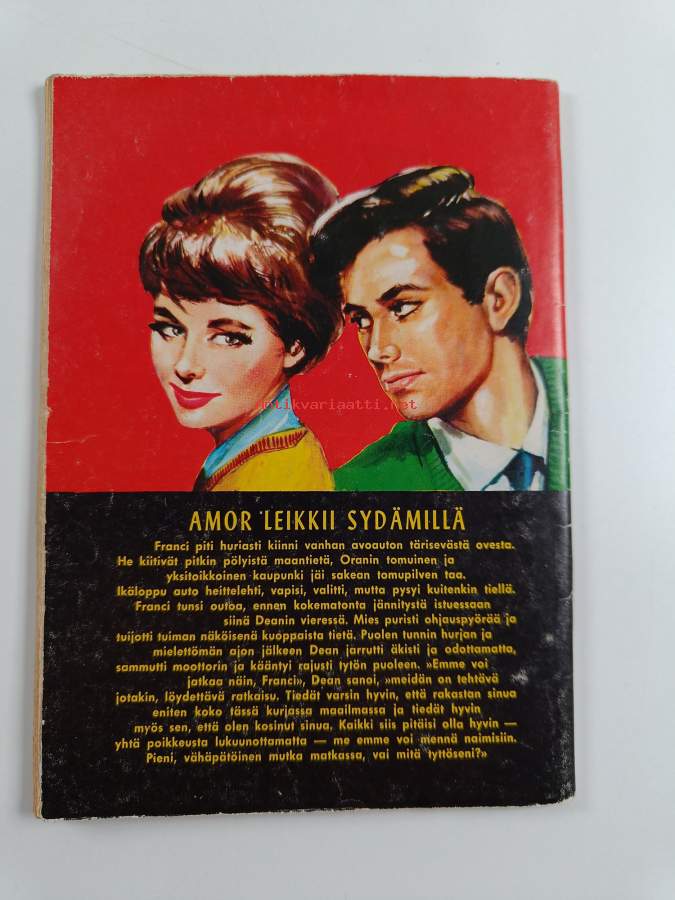 antikvariaatti.net
AMOR LEIKKII SYDÄMILLÄ
Franci piti huriasti kiinni vanhan avoauton tärisevästä ovesta.
He kiitivät pitkin pölyistä maantietä, Oranin tomuinen ja
yksitoikkoinen kaupunki jäi sakean tomupilven taa.
Ikäloppu auto heittelehti, vapisi, valitti, mutta pysyi kuitenkin tiellä.
Franci tunsi outoa, ennen kokematonta jännitystä istuessaan
siinä Deanin vieressä. Mies puristi ohjauspyörää ja
tuijotti tuiman näköisenä kuoppaista tietä. Puolen tunnin hurjan ja
mielettömän ajon jälkeen Dean jarrutti äkisti ja odottamatta,
sammutti moottorin ja kääntyi rajusti tytön puoleen. »Emme voi
jatkaa näin, Franci», Dean sanoi, »meidän on tehtävä
jotakin, löydettävä ratkaisu. Tiedät varsin hyvin, että rakastan sinua
eniten koko tässä kurjassa maailmassa ja tiedät hyvin
myös sen, että olen kosinut sinua. Kaikki siis pitäisi olla hyvin —
yhtä poikkeusta lukuunottamatta — me emme voi mennä naimisiin.
Pieni, vähäpätöinen mutka matkassa, vai mitä tyttöseni?»